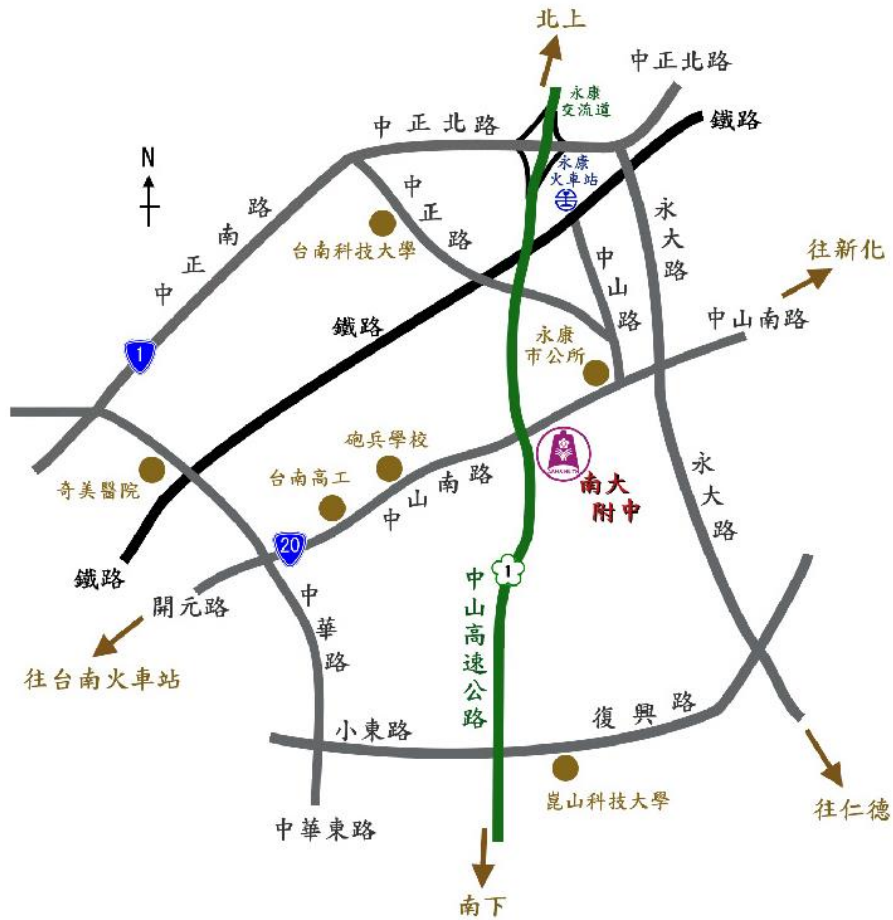 北上
中正北路
永康
交流道
中正北路
鐵路
N
永康
火車站
中正南路
中正路
永大路
台南科技大學
中山路
往新化
鐵路
中山南路
永康
市公所
1
砲兵學校
奇美醫院
台南高工
中山南路
南大
附中
永大路
20
鐵路
開元路
中華路
1
中山高速公路
往台南火車站
小東路
復興路
崑山科技大學
往仁德
中華東路
南下